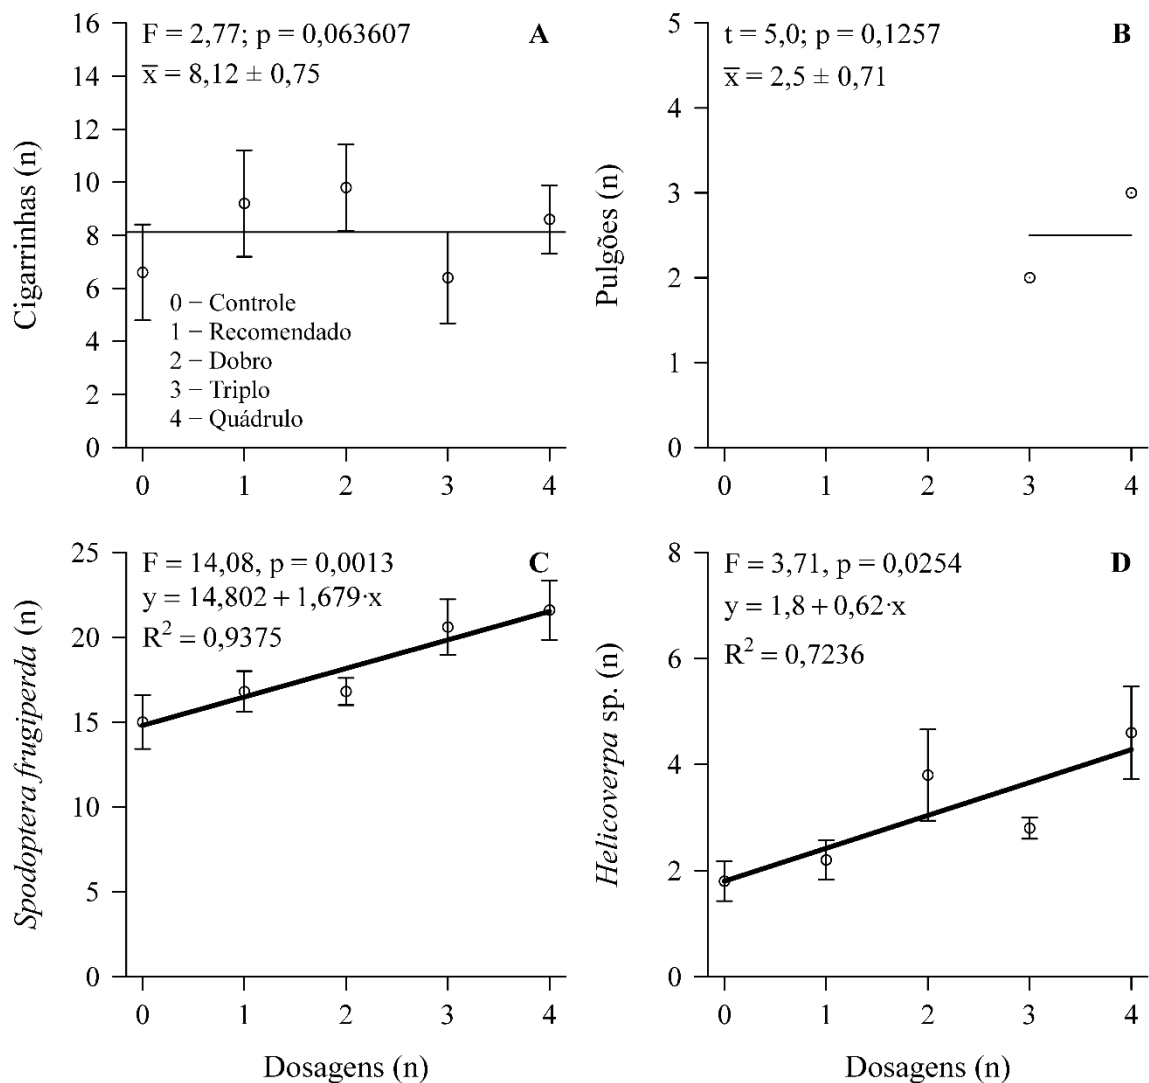 F = 2,77; p = 0,063607
A
x̅ = 8,12 ± 0,75
Cigarrinhas (n)
16
14
12
10
8
6
4
2
0
0 − Controle
1 − Recomendado
2 − Dobro
3 − Triplo
4 − Quádrulo
0 1 2 3 4
t = 5,0; p = 0,1257
B
x̅ = 2,5 ± 0,71
Pulgões (n)
5
4
3
2
1
0
0 1 2 3 4
F = 14,08, p = 0,0013
C
y = 14,802 + 1,679·x
R² = 0,9375
Spodoptera frugiperda (n)
25
20
15
10
5
0
0 1 2 3 4
Dosagens (n)
F = 3,71, p = 0,0254
D
y = 1,8 + 0,62·x
R² = 0,7236
Helicoverpa sp. (n)
8
6
4
2
0
0 1 2 3 4
Dosagens (n)